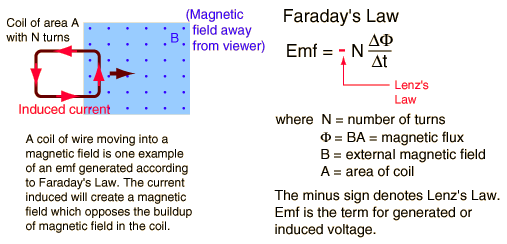 Coil of area A
with N turns
(Magnetic
field away
from viewer)
B
Induced current
A coil of wire moving into a
magnetic field is one example
of an emf generated according
to Faraday's Law. The current
induced will create a magnetic
field which opposes the buildup
of magnetic field in the coil.
Faraday's Law
Emf = - N ΔΦ/Δt
Lenz's
Law
where N = number of turns
Φ = BA = magnetic flux
B = external magnetic field
A = area of coil
The minus sign denotes Lenz's Law.
Emf is the term for generated or
induced voltage.